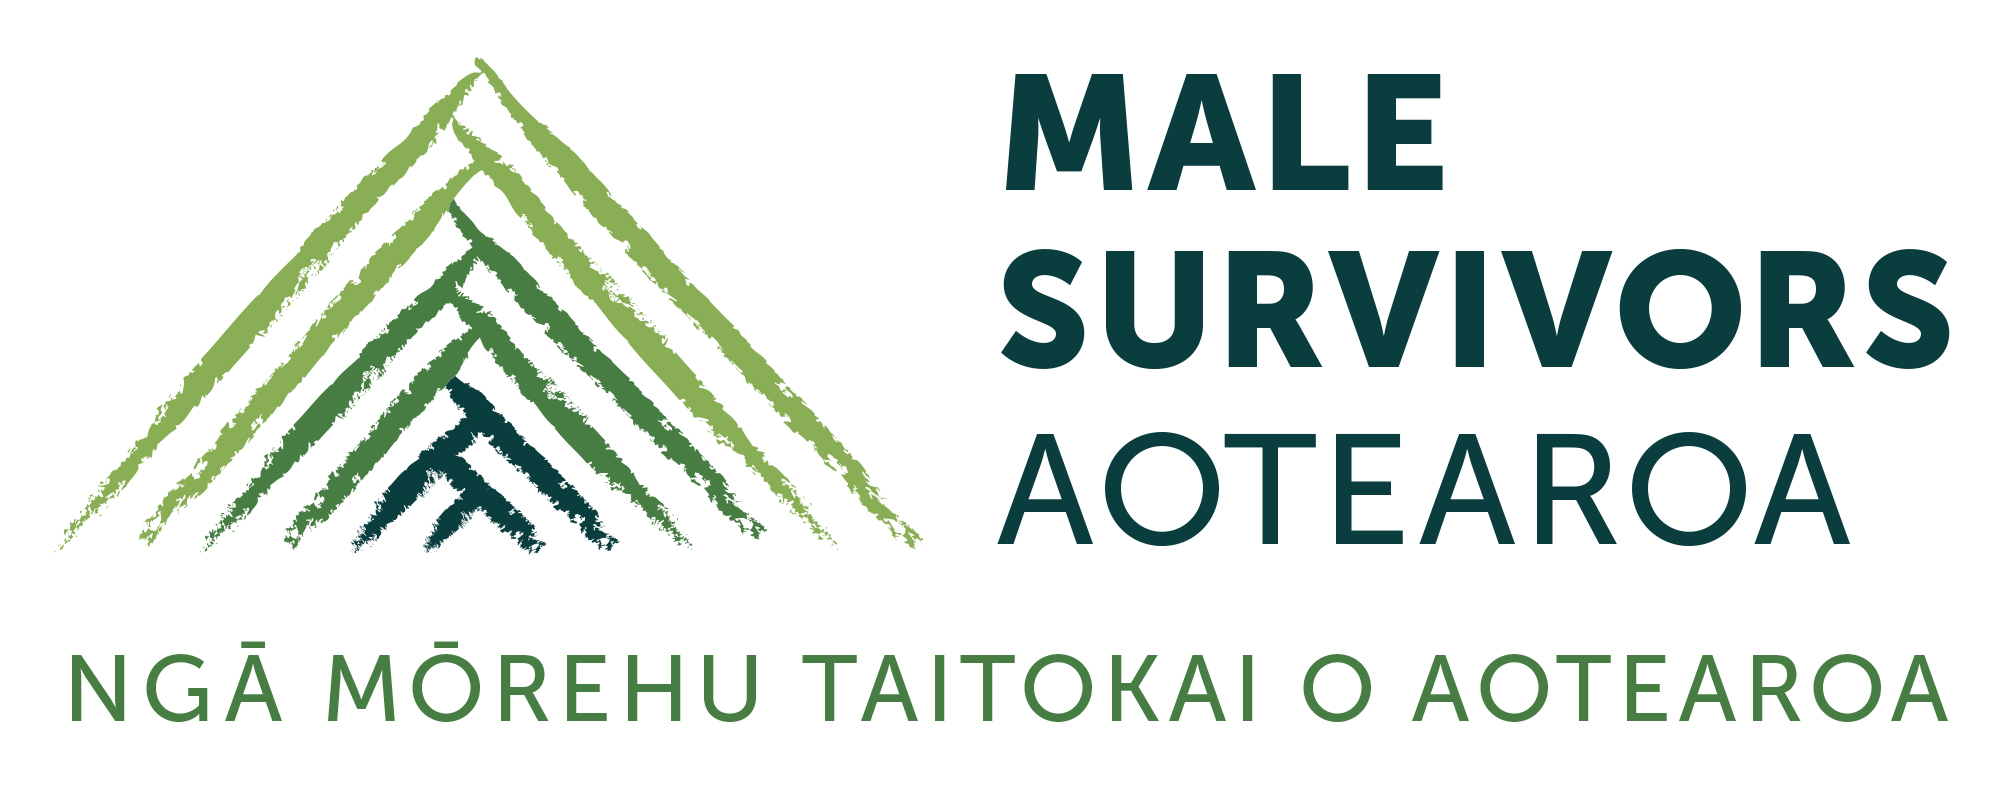 MALE
SURVIVORS
AOTEAROA
NGĀ MŌREHU TAITOKAI O AOTEAROA